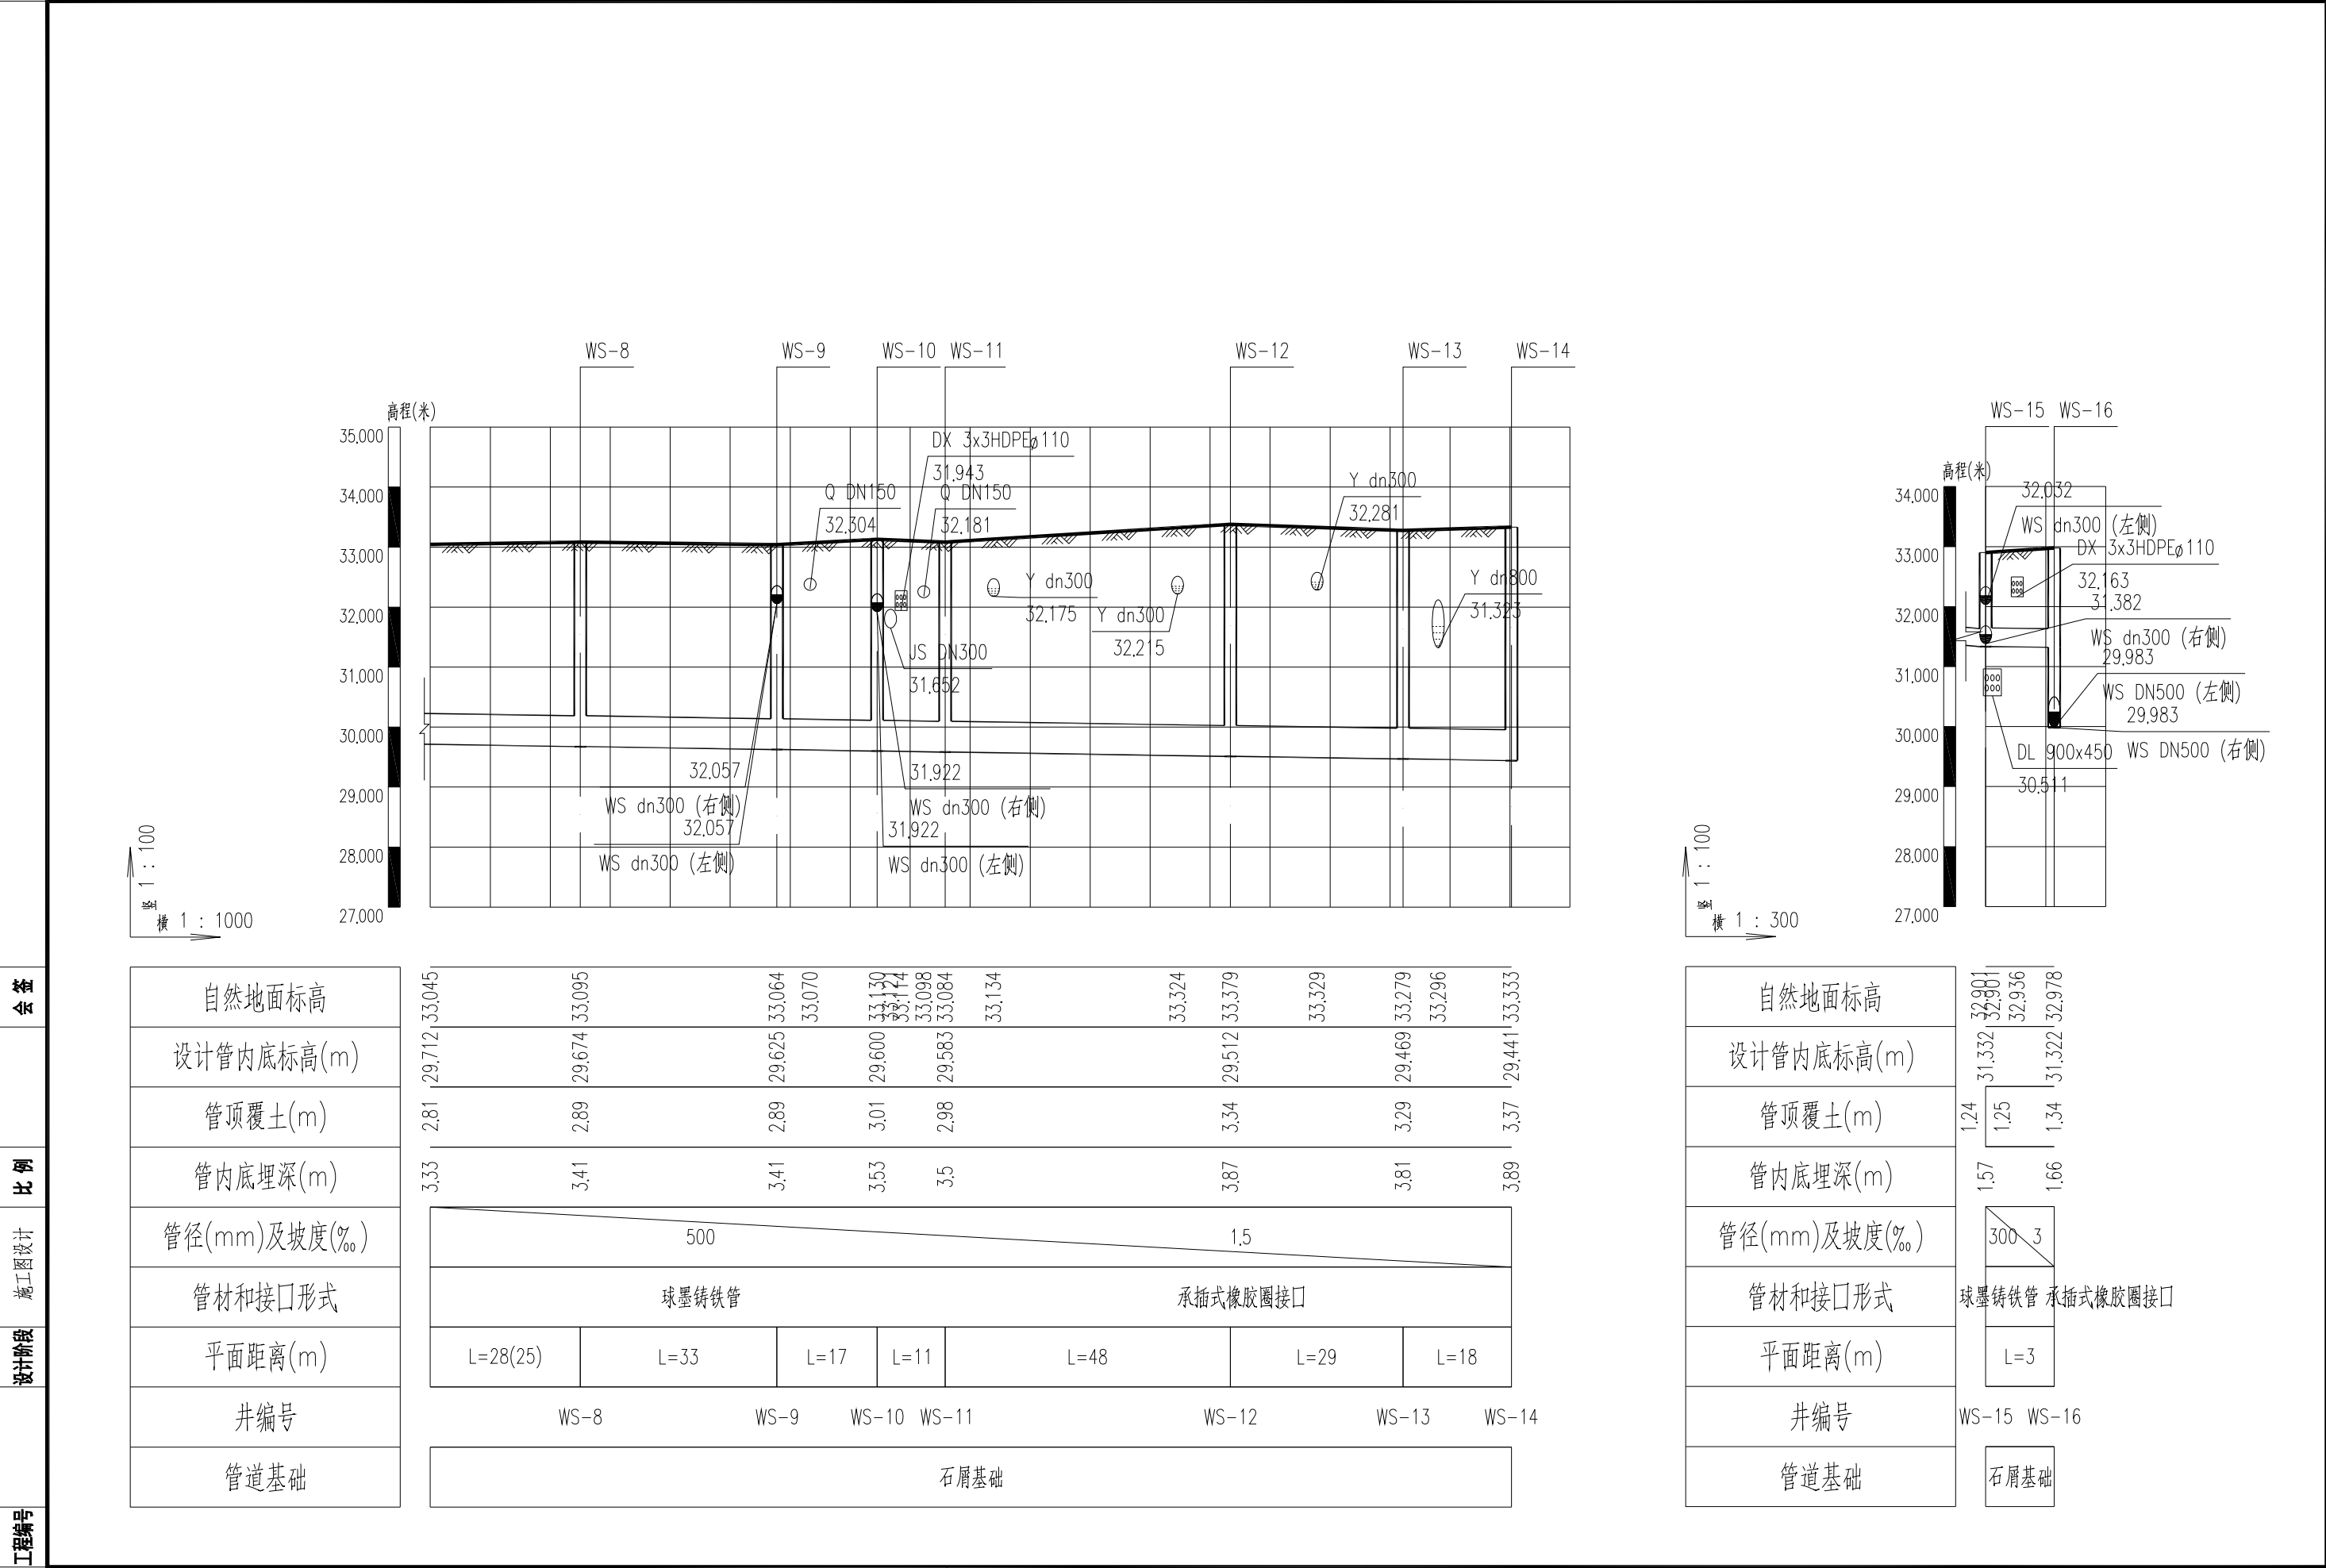 WS-8
WS-9
WS-10
WS-11
WS-12
WS-13
WS-14
高程(米)
35.000
34.000
33.000
32.000
31.000
30.000
29.000
28.000
27.000
DX 3x3HDPEø110
31.943
Q DN150
32.304
Q DN150
32.181
Y dn300
32.281
Y dn300
32.175
Y dn300
32.215
Y dn800
31.323
JS DN300
31.652
32.057
WS dn300 (右侧)
32.057
WS dn300 (左侧)
31.922
WS dn300 (右侧)
31.922
WS dn300 (左侧)
竖 1 : 100
横 1 : 1000
自然地面标高
33.045
33.095
33.064
33.070
33.130
33.114
33.098
33.084
33.134
33.324
33.379
33.329
33.279
33.296
33.333
设计管内底标高(m)
29.712
29.674
29.625
29.600
29.583
29.512
29.469
29.441
管顶覆土(m)
2.81
2.89
2.89
3.01
2.98
3.34
3.29
3.37
管内底埋深(m)
3.33
3.41
3.41
3.53
3.5
3.87
3.81
3.89
管径(mm)及坡度(‰)
500
1.5
管材和接口形式
球墨铸铁管
承插式橡胶圈接口
平面距离(m)
L=28(25)
L=33
L=17
L=11
L=48
L=29
L=18
井编号
WS-8
WS-9
WS-10
WS-11
WS-12
WS-13
WS-14
管道基础
石屑基础
WS-15
WS-16
高程(米)
34.000
33.000
32.000
31.000
30.000
29.000
28.000
27.000
32.032
WS dn300 (左侧)
DX 3x3HDPEø110
32.163
31.382
WS dn300 (右侧)
29.983
WS DN500 (左侧)
29.983
WS DN500 (右侧)
DL 900x450
30.511
竖 1 : 100
横 1 : 300
自然地面标高
32.901
32.901
32.936
32.978
设计管内底标高(m)
31.332
31.322
管顶覆土(m)
1.24
1.25
1.34
管内底埋深(m)
1.57
1.66
管径(mm)及坡度(‰)
300
3
管材和接口形式
球墨铸铁管
承插式橡胶圈接口
平面距离(m)
L=3
井编号
WS-15
WS-16
管道基础
石屑基础
会 签
比 例
施工图设计
设计阶段
工程编号